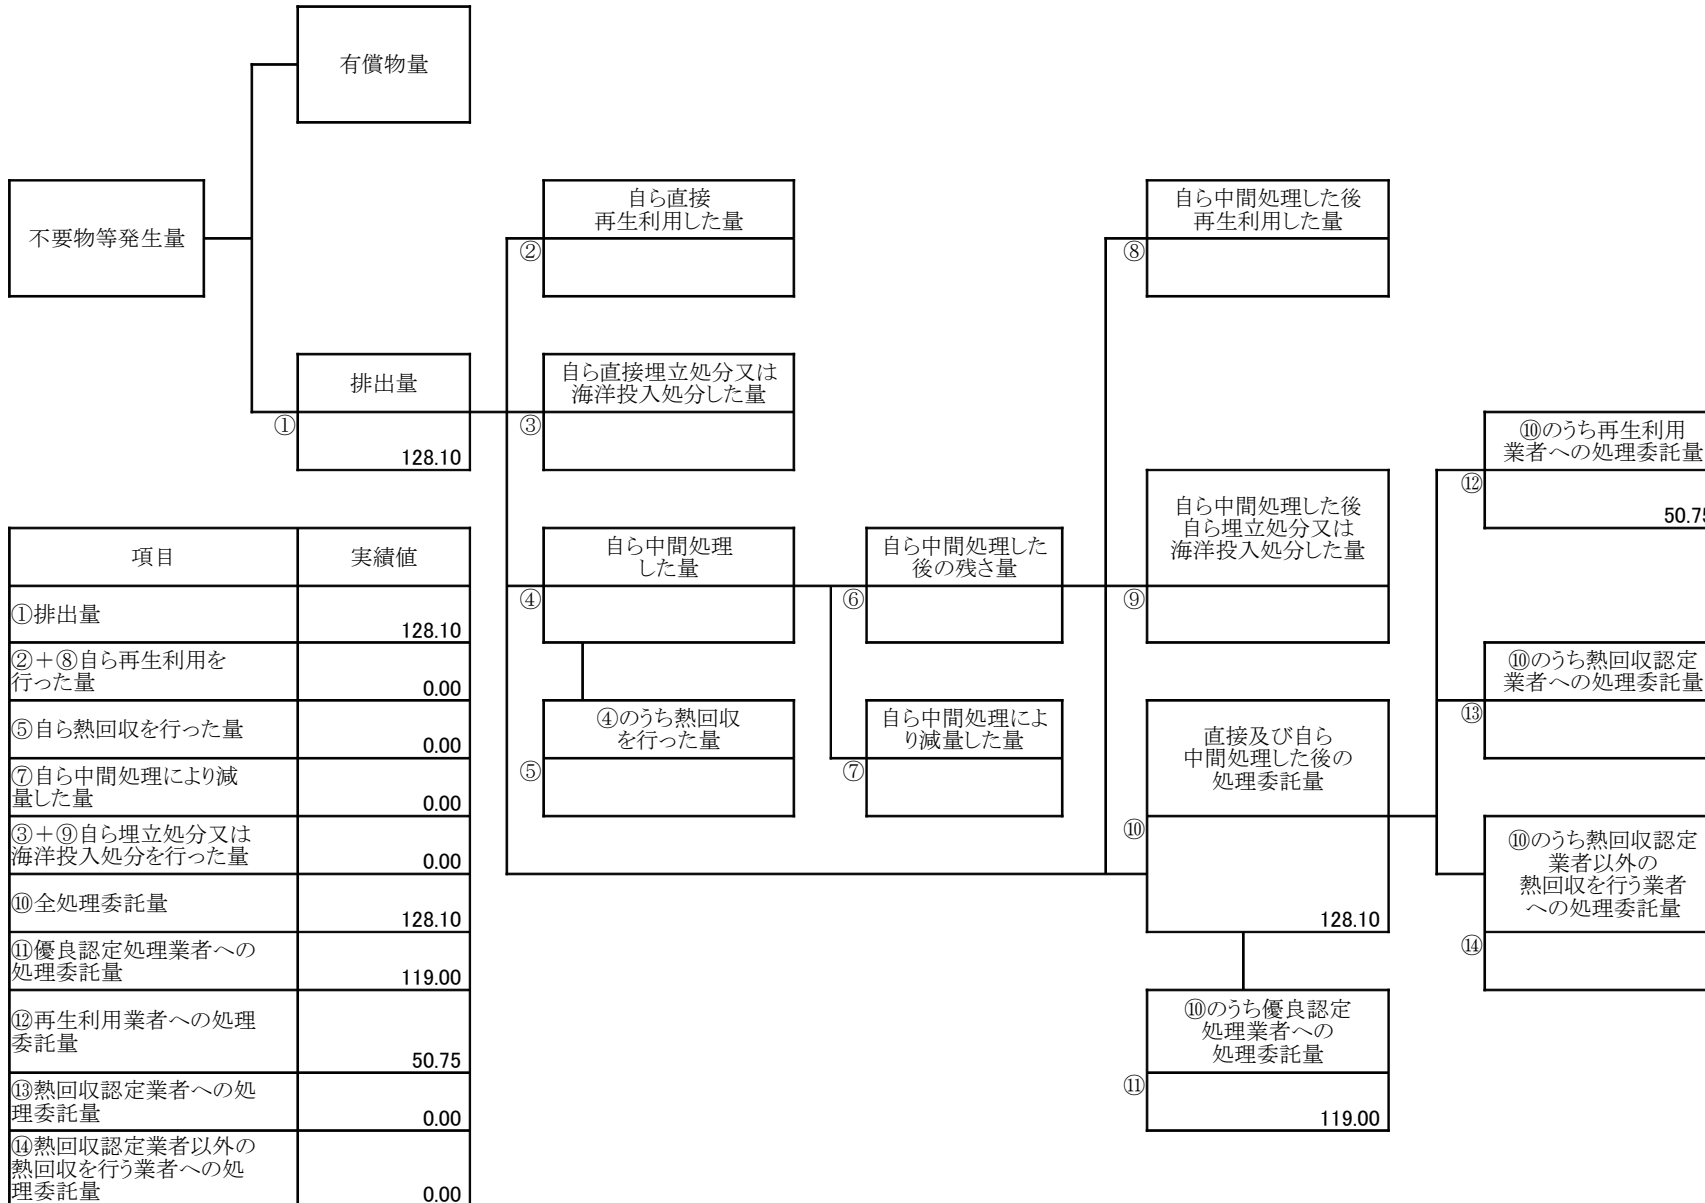 有償物量
不要物等発生量
自ら直接
再生利用した量
②
自ら中間処理した後
再生利用した量
⑧
排出量
①
128.10
自ら直接埋立処分又は
海洋投入処分した量
③
⑩のうち再生利用
業者への処理委託量
⑫
50.75
自ら中間処理
した量
④
自ら中間処理した
後の残さ量
⑥
自ら中間処理した後
自ら埋立処分又は
海洋投入処分した量
⑨
⑩のうち熱回収認定
業者への処理委託量
⑬
④のうち熱回収
を行った量
⑤
自ら中間処理によ
り減量した量
⑦
直接及び自ら
中間処理した後の
処理委託量
⑩
128.10
⑩のうち熱回収認定
業者以外の
熱回収を行う業者
への処理委託量
⑭
⑩のうち優良認定
処理業者への
処理委託量
⑪
119.00
項目 実績値
①排出量
128.10
②＋⑧自ら再生利用を
行った量
0.00
⑤自ら熱回収を行った量
0.00
⑦自ら中間処理により減
量した量
0.00
③＋⑨自ら埋立処分又は
海洋投入処分を行った量
0.00
⑩全処理委託量
128.10
⑪優良認定処理業者への
処理委託量
119.00
⑫再生利用業者への処理
委託量
50.75
⑬熱回収認定業者への処
理委託量
0.00
⑭熱回収認定業者以外の
熱回収を行う業者への処
理委託量
0.00